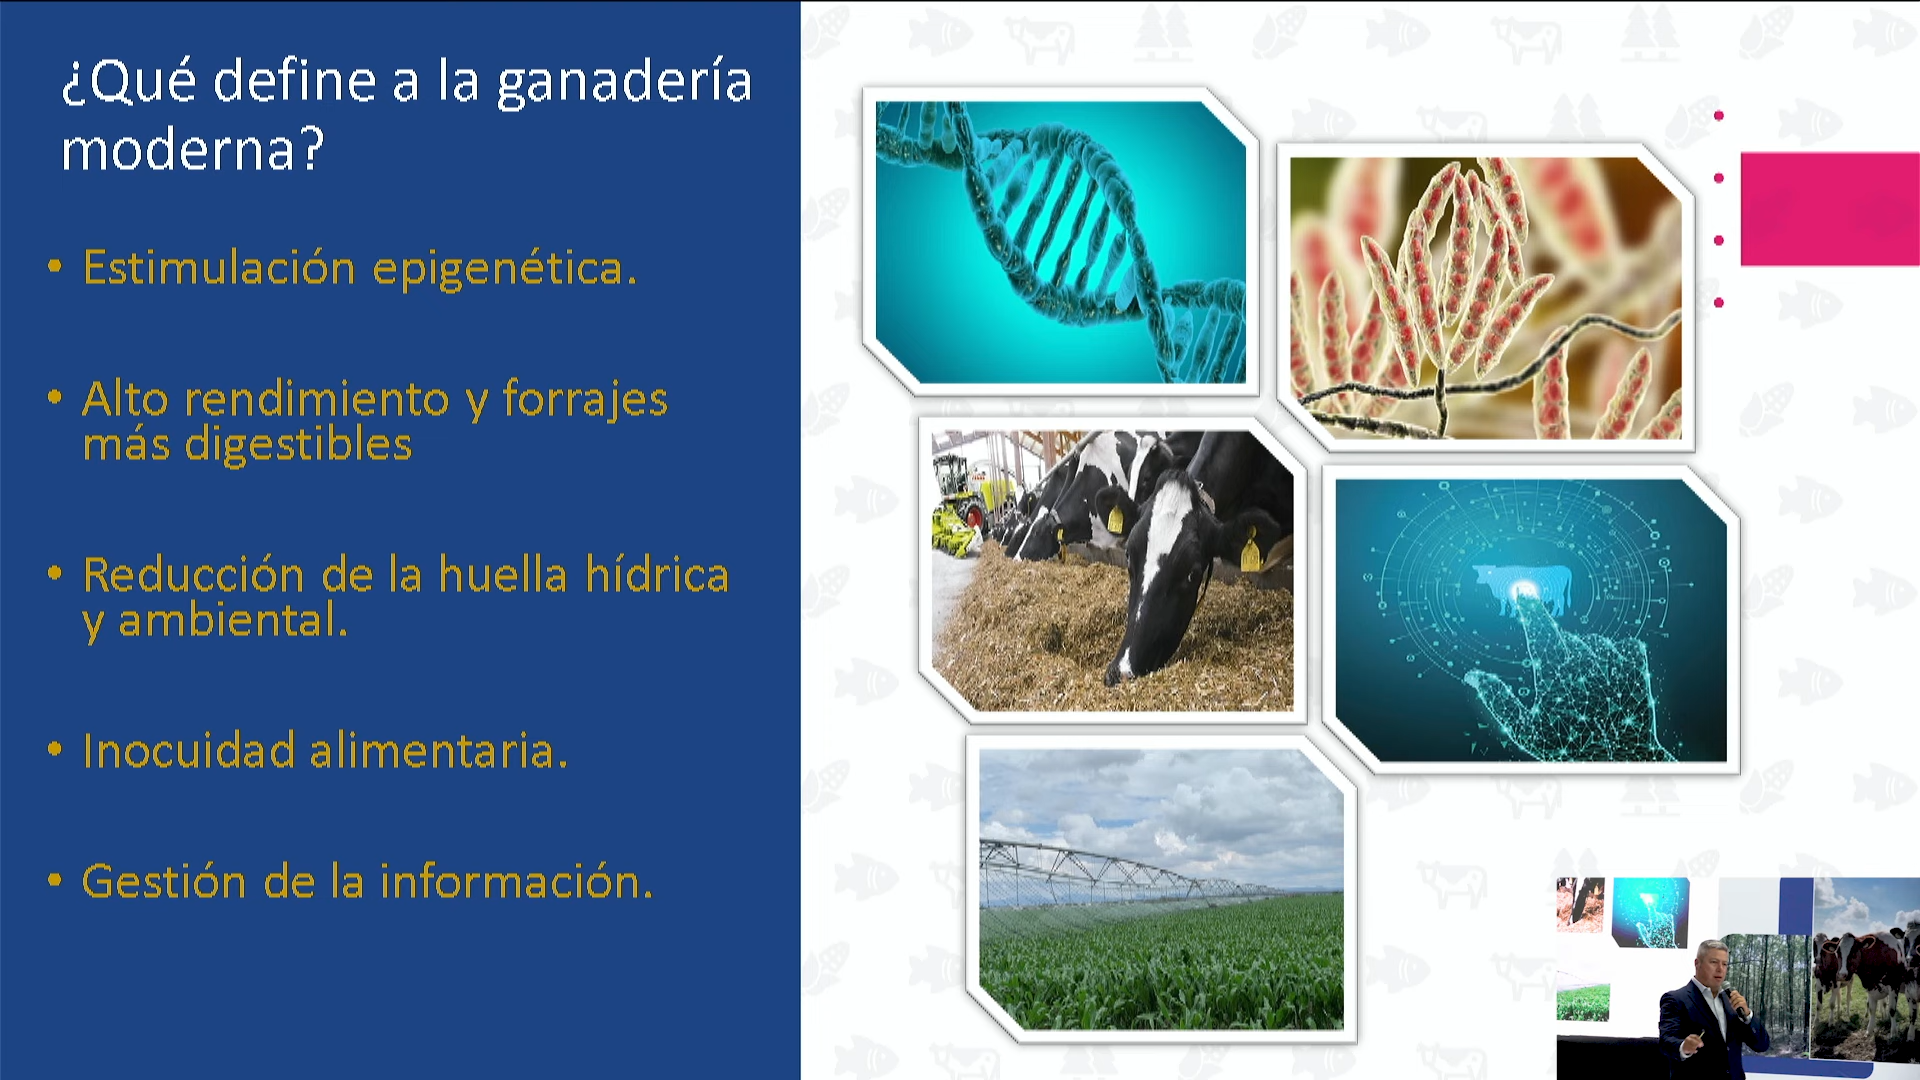 ¿Qué define a la ganadería
moderna?
• Estimulación epigenética.
• Alto rendimiento y forrajes
más digestibles
• Reducción de la huella hídrica
y ambiental.
• Inocuidad alimentaria.
• Gestión de la información.